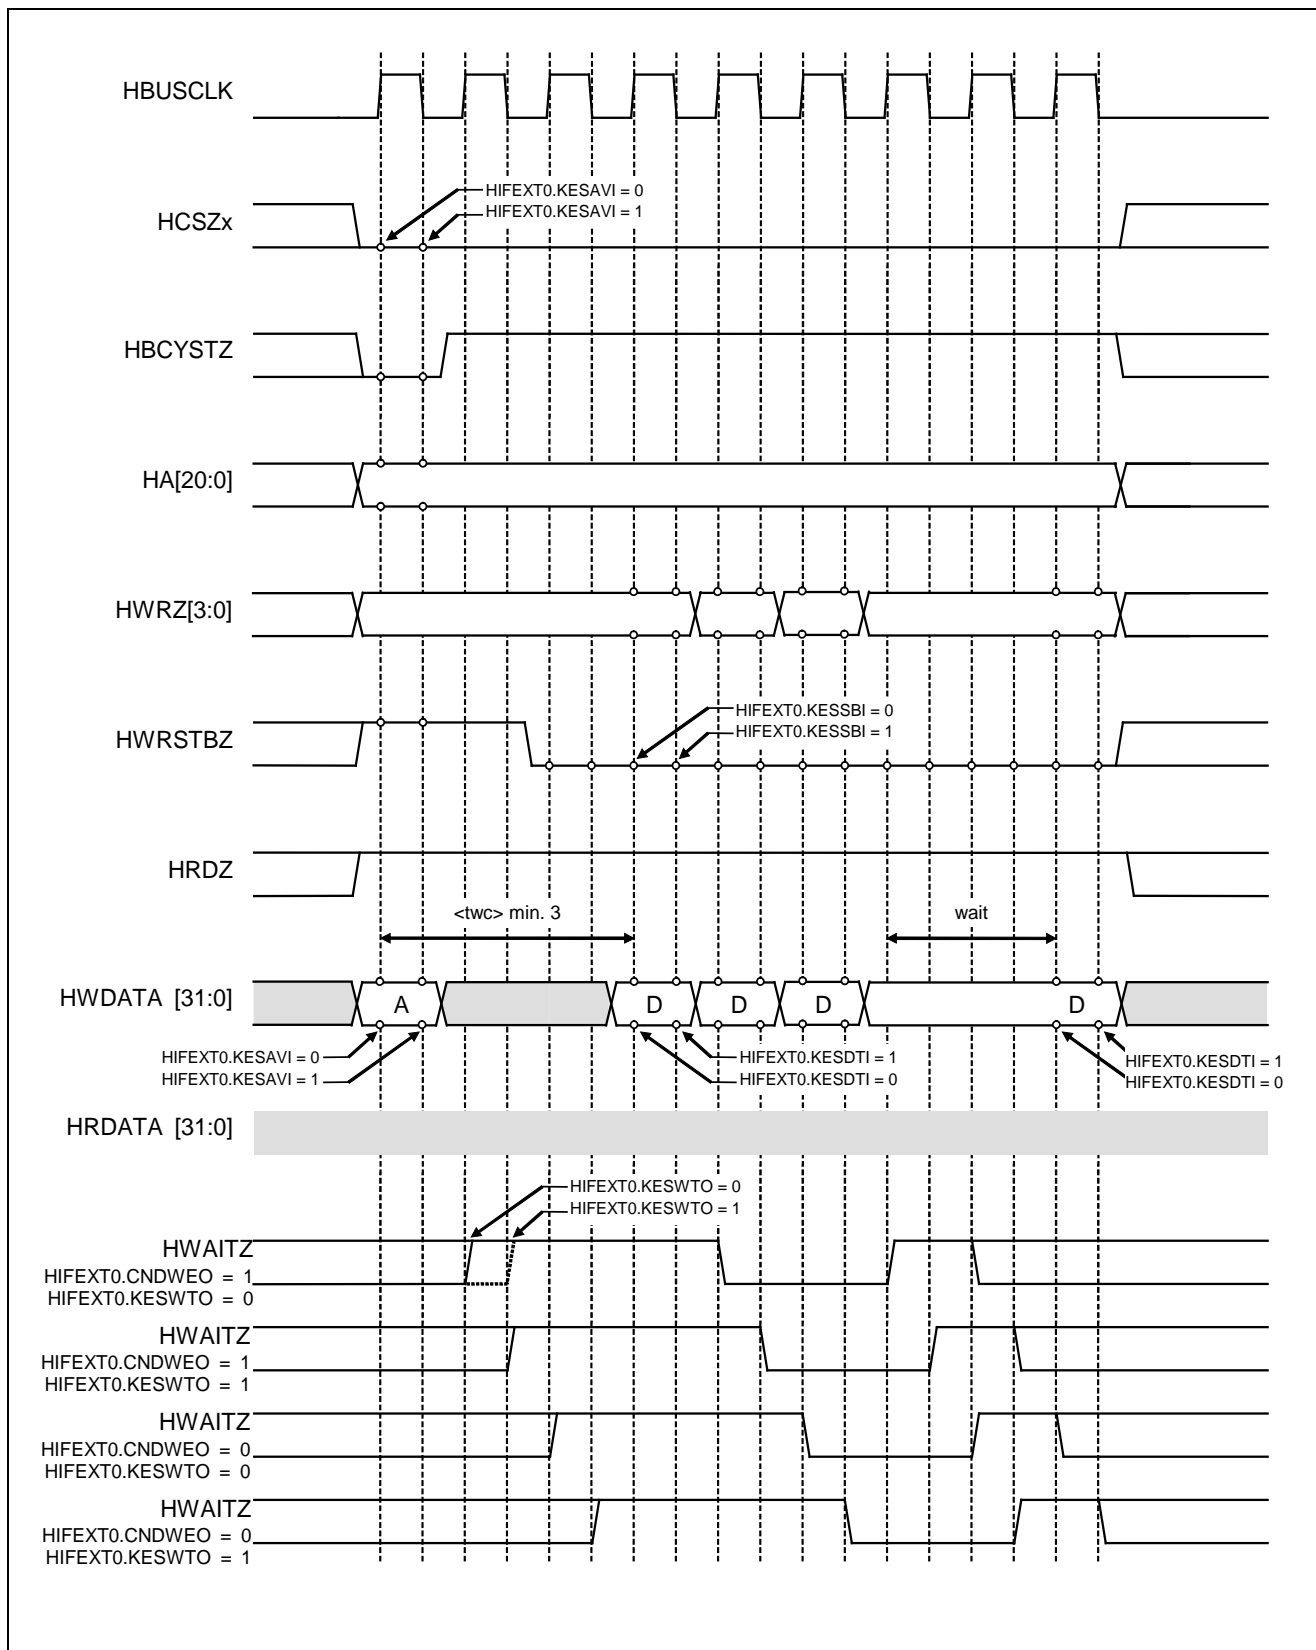 HBUSCLK
HIFEXT0.KESAVI = 0
HIFEXT0.KESAVI = 1
HCSZx
HBCYSTZ
HA[20:0]
HWRZ[3:0]
HIFEXT0.KESSBI = 0
HIFEXT0.KESSBI = 1
HWRSTBZ
HRDZ
<twc> min. 3
wait
HWDATA [31:0]
A
D
D
D
D
HIFEXT0.KESAVI = 0
HIFEXT0.KESAVI = 1
HIFEXT0.KESDTI = 1
HIFEXT0.KESDTI = 0
HIFEXT0.KESDTI = 1
HIFEXT0.KESDTI = 0
HRDATA [31:0]
HIFEXT0.KESWTO = 0
HIFEXT0.KESWTO = 1
HWAITZ
HIFEXT0.CNDWEO = 1
HIFEXT0.KESWTO = 0
HWAITZ
HIFEXT0.CNDWEO = 1
HIFEXT0.KESWTO = 1
HWAITZ
HIFEXT0.CNDWEO = 0
HIFEXT0.KESWTO = 0
HWAITZ
HIFEXT0.CNDWEO = 0
HIFEXT0.KESWTO = 1